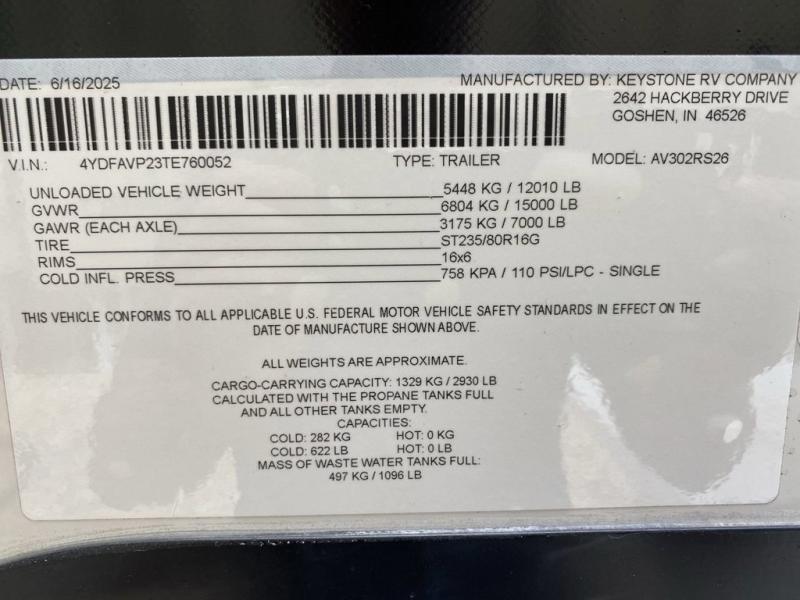 DATE: 6/16/2025 MANUFACTURED BY: KEYSTONE RV COMPANY
2642 HACKBERRY DRIVE
GOSHEN, IN 46526
V.I.N.: 4YDFAVP23TE760052 TYPE: TRAILER MODEL: AV302RS26
UNLOADED VEHICLE WEIGHT 5448 KG / 12010 LB
GVWR 6804 KG / 15000 LB
GAWR (EACH AXLE) 3175 KG / 7000 LB
TIRE ST235/80R16G
RIMS 16x6
COLD INFL. PRESS 758 KPA / 110 PSI/LPC - SINGLE
THIS VEHICLE CONFORMS TO ALL APPLICABLE U.S. FEDERAL MOTOR VEHICLE SAFETY STANDARDS IN EFFECT ON THE
DATE OF MANUFACTURE SHOWN ABOVE.
ALL WEIGHTS ARE APPROXIMATE.
CARGO-CARRYING CAPACITY: 1329 KG / 2930 LB
CALCULATED WITH THE PROPANE TANKS FULL
AND ALL OTHER TANKS EMPTY.
CAPACITIES:
COLD: 282 KG HOT: 0 KG
COLD: 622 LB HOT: 0 LB
MASS OF WASTE WATER TANKS FULL:
497 KG / 1096 LB